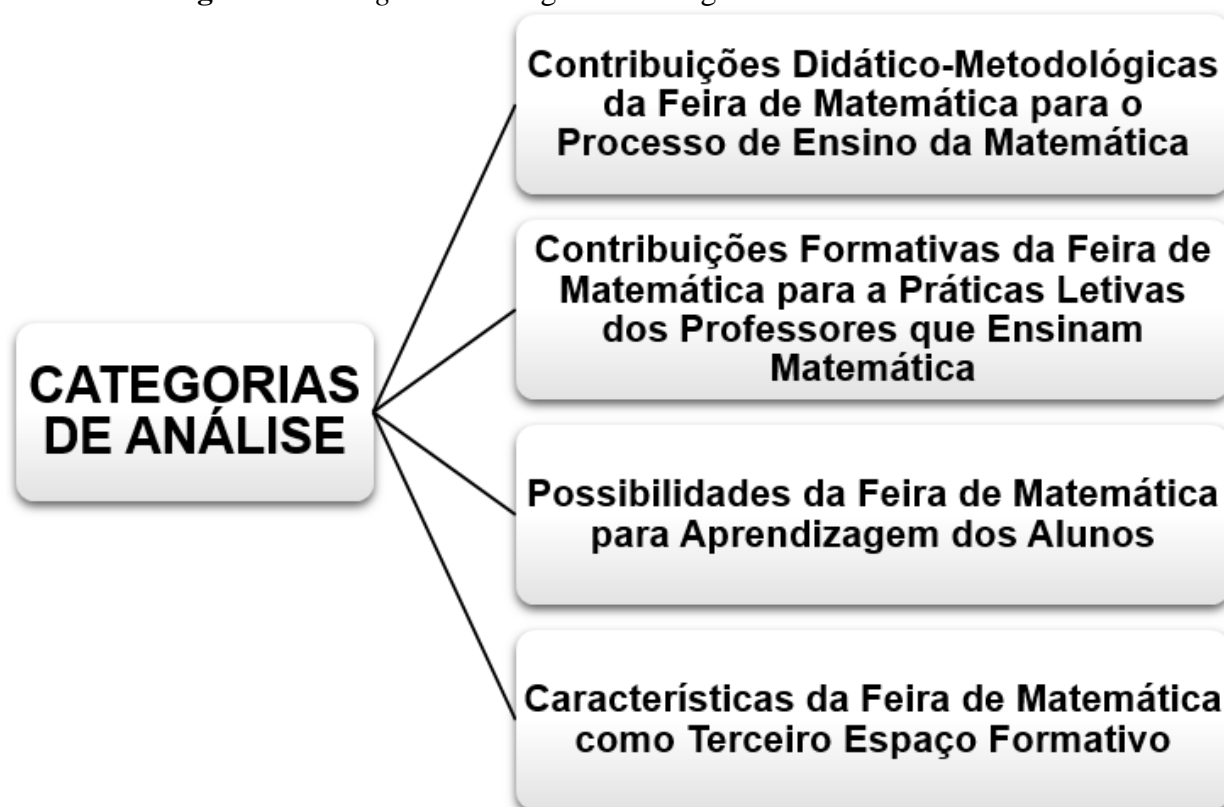 CATEGORIAS
DE ANÁLISE
Contribuições Didático-Metodológicas
da Feira de Matemática para o
Processo de Ensino da Matemática
Contribuições Formativas da Feira de
Matemática para a Práticas Letivas
dos Professores que Ensinam
Matemática
Possibilidades da Feira de Matemática
para Aprendizagem dos Alunos
Características da Feira de Matemática
como Terceiro Espaço Formativo